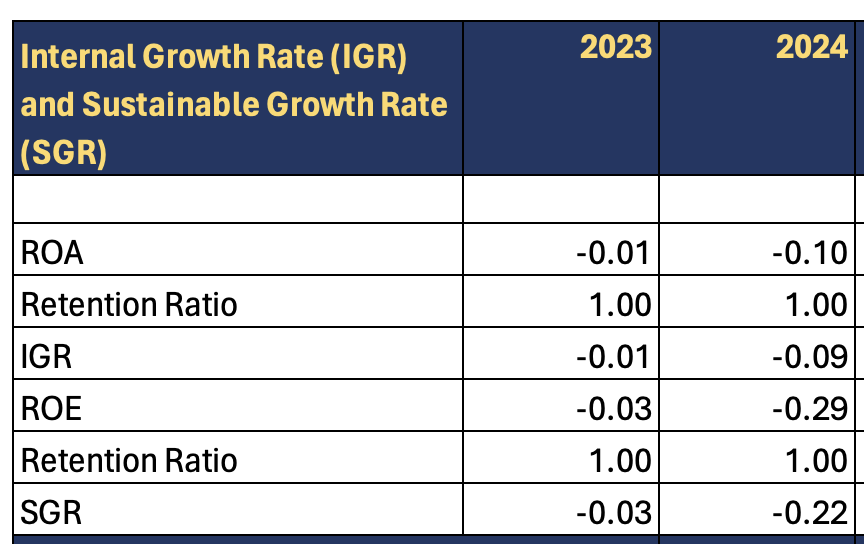 Internal Growth Rate (IGR) 2023 2024
and Sustainable Growth Rate
(SGR)
ROA -0.01 -0.10
Retention Ratio 1.00 1.00
IGR -0.01 -0.09
ROE -0.03 -0.29
Retention Ratio 1.00 1.00
SGR -0.03 -0.22